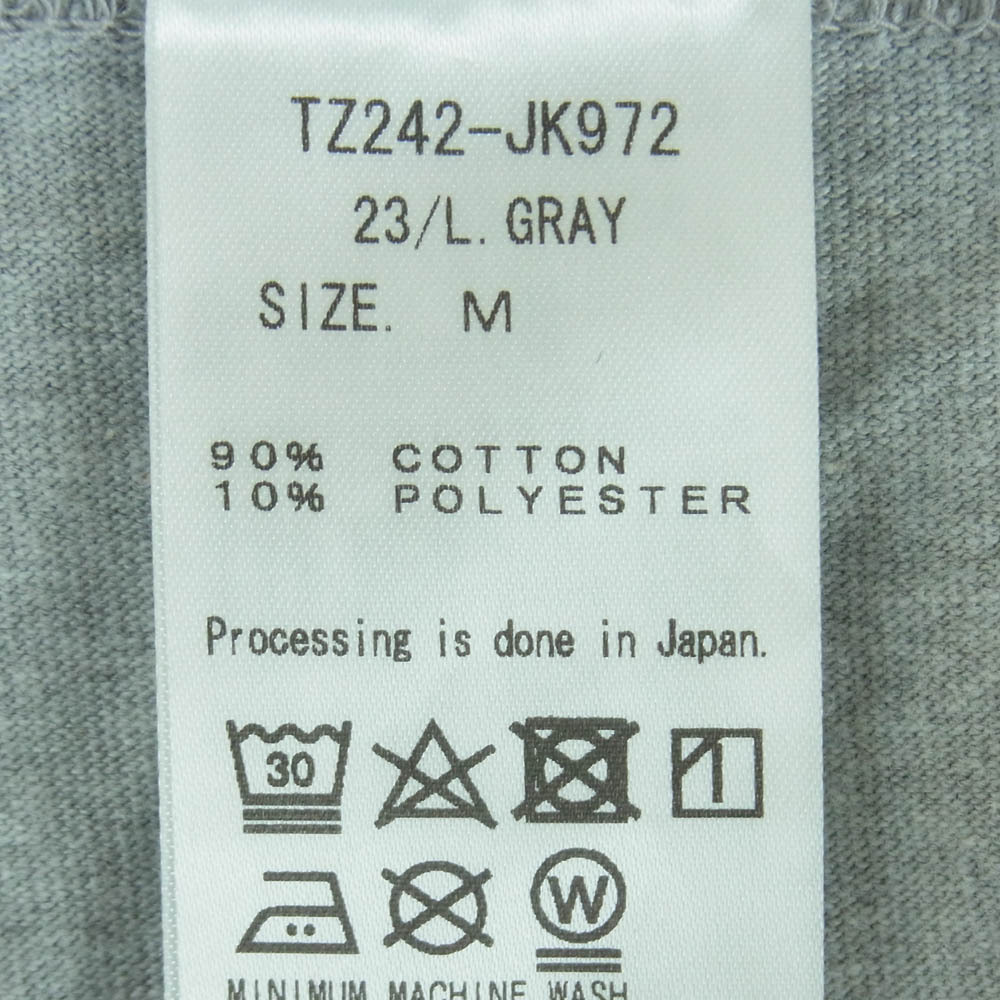 TZ242-JK972
23/L. GRAY
SIZE. M
90% COTTON
10% POLYESTER
Processing is done in Japan.
30
W
MINIMUM MACHINE WASH